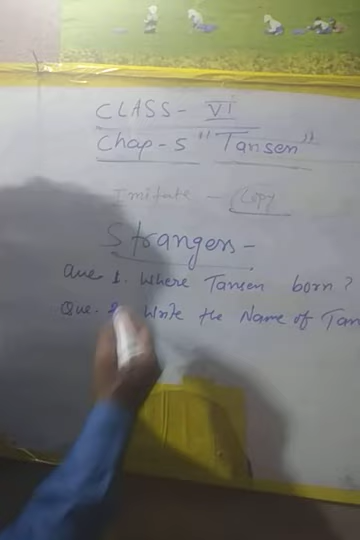 CLASS - VI
Chap - 5 "Tansen"
Imitate - Copy
Strangers -
Que 1. Where Tansen born?
Que. 2 Write the Name of Tan